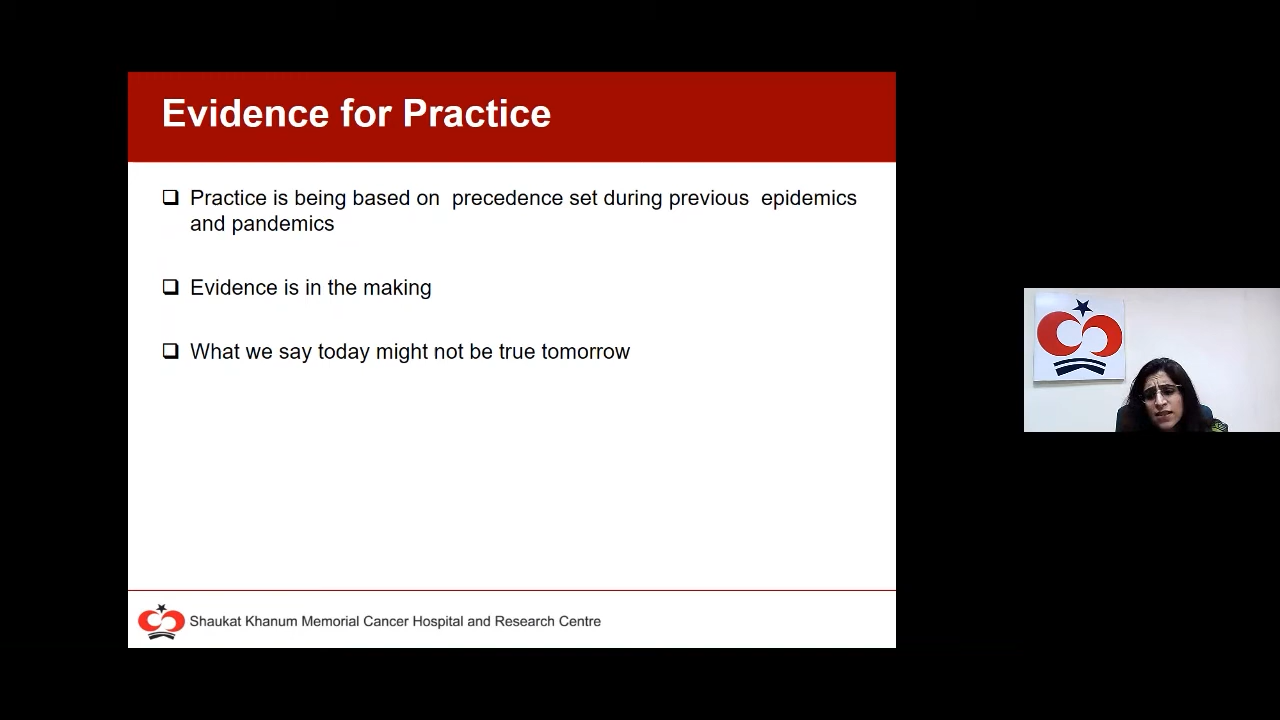 Evidence for Practice
Practice is being based on precedence set during previous epidemics
and pandemics
Evidence is in the making
What we say today might not be true tomorrow
Shaukat Khanum Memorial Cancer Hospital and Research Centre